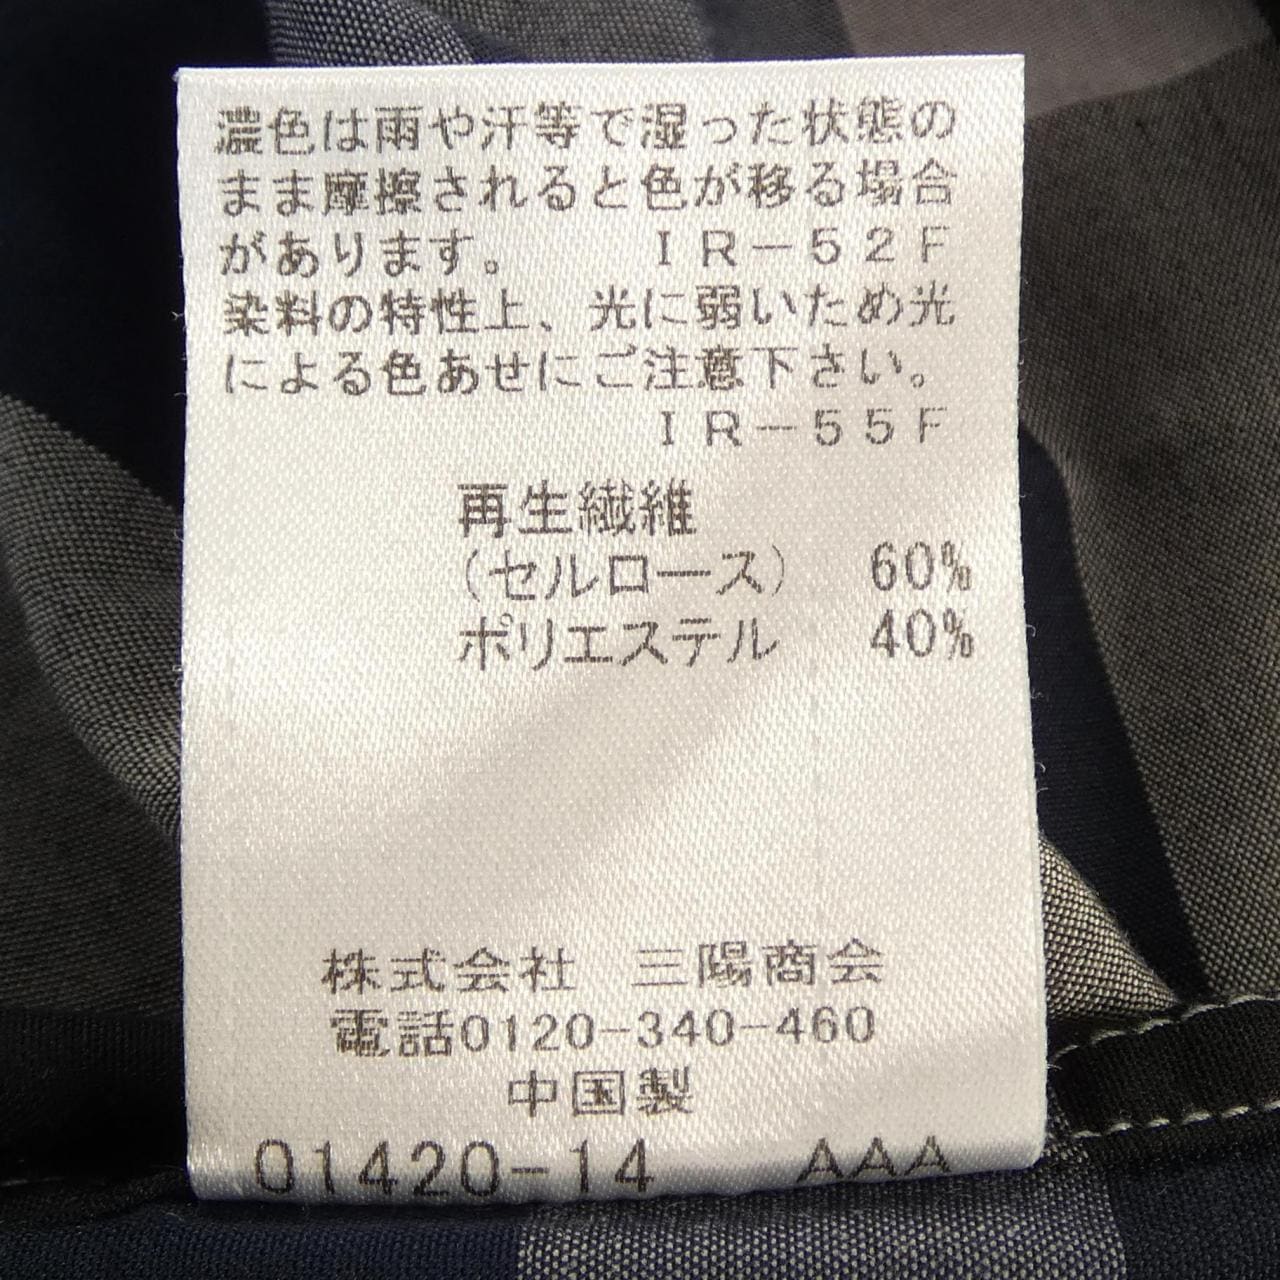 濃色は雨や汗等で湿った状態の
まま摩擦されると色が移る場合
があります。 IR-52F
染料の特性上、光に弱いため光
による色あせにご注意下さい。
IR-55F
再生繊維
(セルロース) 60%
ポリエステル 40%
株式会社 三陽商会
電話0120-340-460
中国製
01420-14 AAA